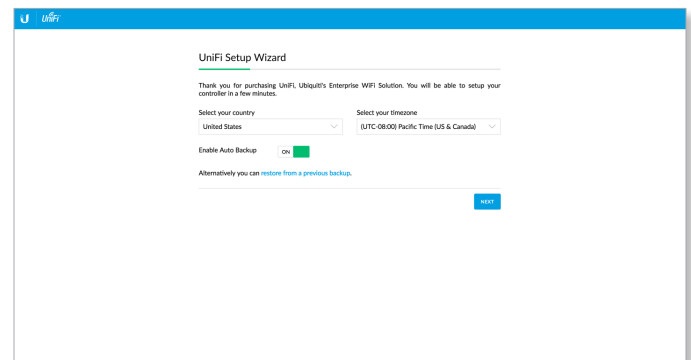 U UniFi
UniFi Setup Wizard
Thank you for purchasing UniFi, Ubiquiti's Enterprise WiFi Solution. You will be able to setup your
controller in a few minutes.
Select your country Select your timezone
United States (UTC-08:00) Pacific Time (US & Canada)
Enable Auto Backup ON
Alternatively you can restore from a previous backup.
NEXT